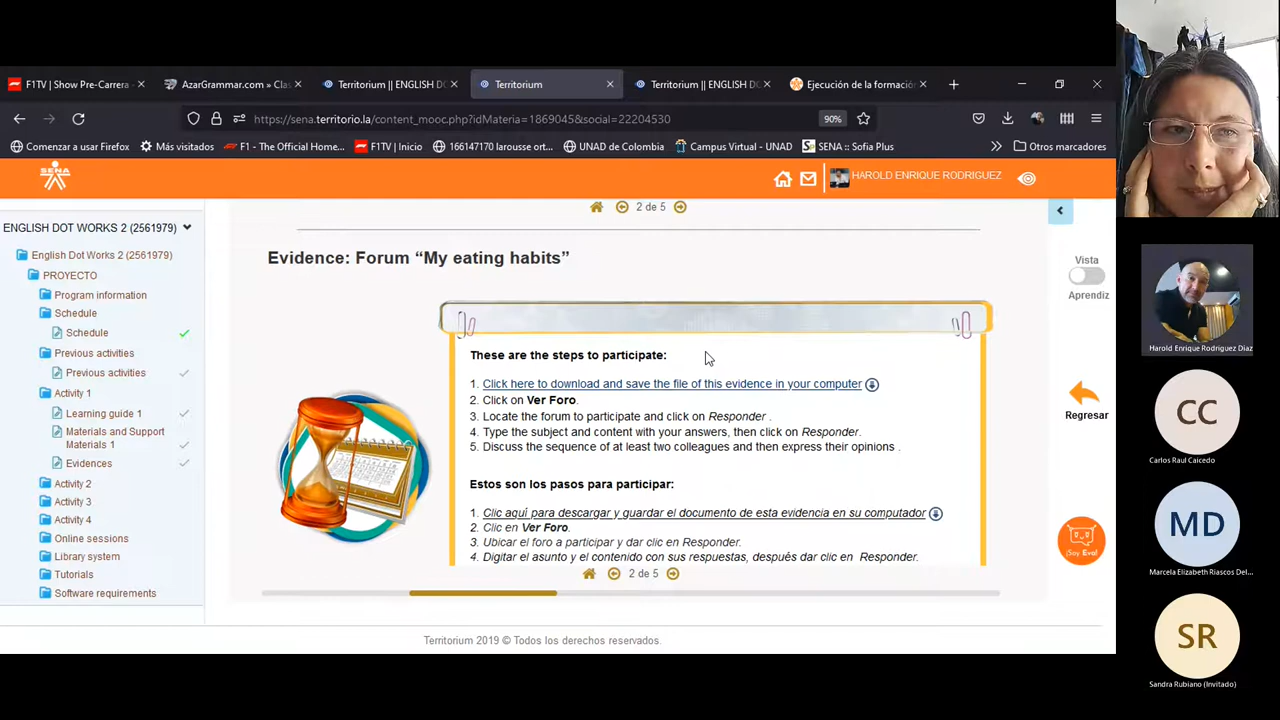 F1TV | Show Pre-Carrera -
AzarGrammar.com » Clas
Territorium || ENGLISH DO
Territorium
Territorium || ENGLISH DO
Ejecución de la formación
https://sena.territorio.la/content_mooc.php?idMateria=1869045&social=22204530
90%
Comenzar a usar Firefox
Más visitados
F1 - The Official Home...
F1TV | Inicio
166147170 larousse ort...
UNAD de Colombia
Campus Virtual - UNAD
SENA :: Sofia Plus
Otros marcadores
SENA
HAROLD ENRIQUE RODRIGUEZ
ENGLISH DOT WORKS 2 (2561979)
English Dot Works 2 (2561979)
PROYECTO
Program information
Schedule
Schedule
Previous activities
Previous activities
Activity 1
Learning guide 1
Materials and Support
Materials 1
Evidences
Activity 2
Activity 3
Activity 4
Online sessions
Library system
Tutorials
Software requirements
2 de 5
Evidence: Forum “My eating habits”
These are the steps to participate:
1. Click here to download and save the file of this evidence in your computer
2. Click on Ver Foro.
3. Locate the forum to participate and click on Responder .
4. Type the subject and content with your answers, then click on Responder.
5. Discuss the sequence of at least two colleagues and then express their opinions .
Estos son los pasos para participar:
1. Clic aquí para descargar y guardar el documento de esta evidencia en su computador
2. Clic en Ver Foro.
3. Ubicar el foro a participar y dar clic en Responder.
4. Digitar el asunto y el contenido con sus respuestas, después dar clic en Responder.
2 de 5
Vista
Aprendiz
Regresar
¡Soy Eva!
Territorium 2019 © Todos los derechos reservados.
Harold Enrique Rodriguez Diaz
CC
Carlos Raul Caicedo
MD
Marcela Elizabeth Riascos Del...
SR
Sandra Rubiano (Invitado)